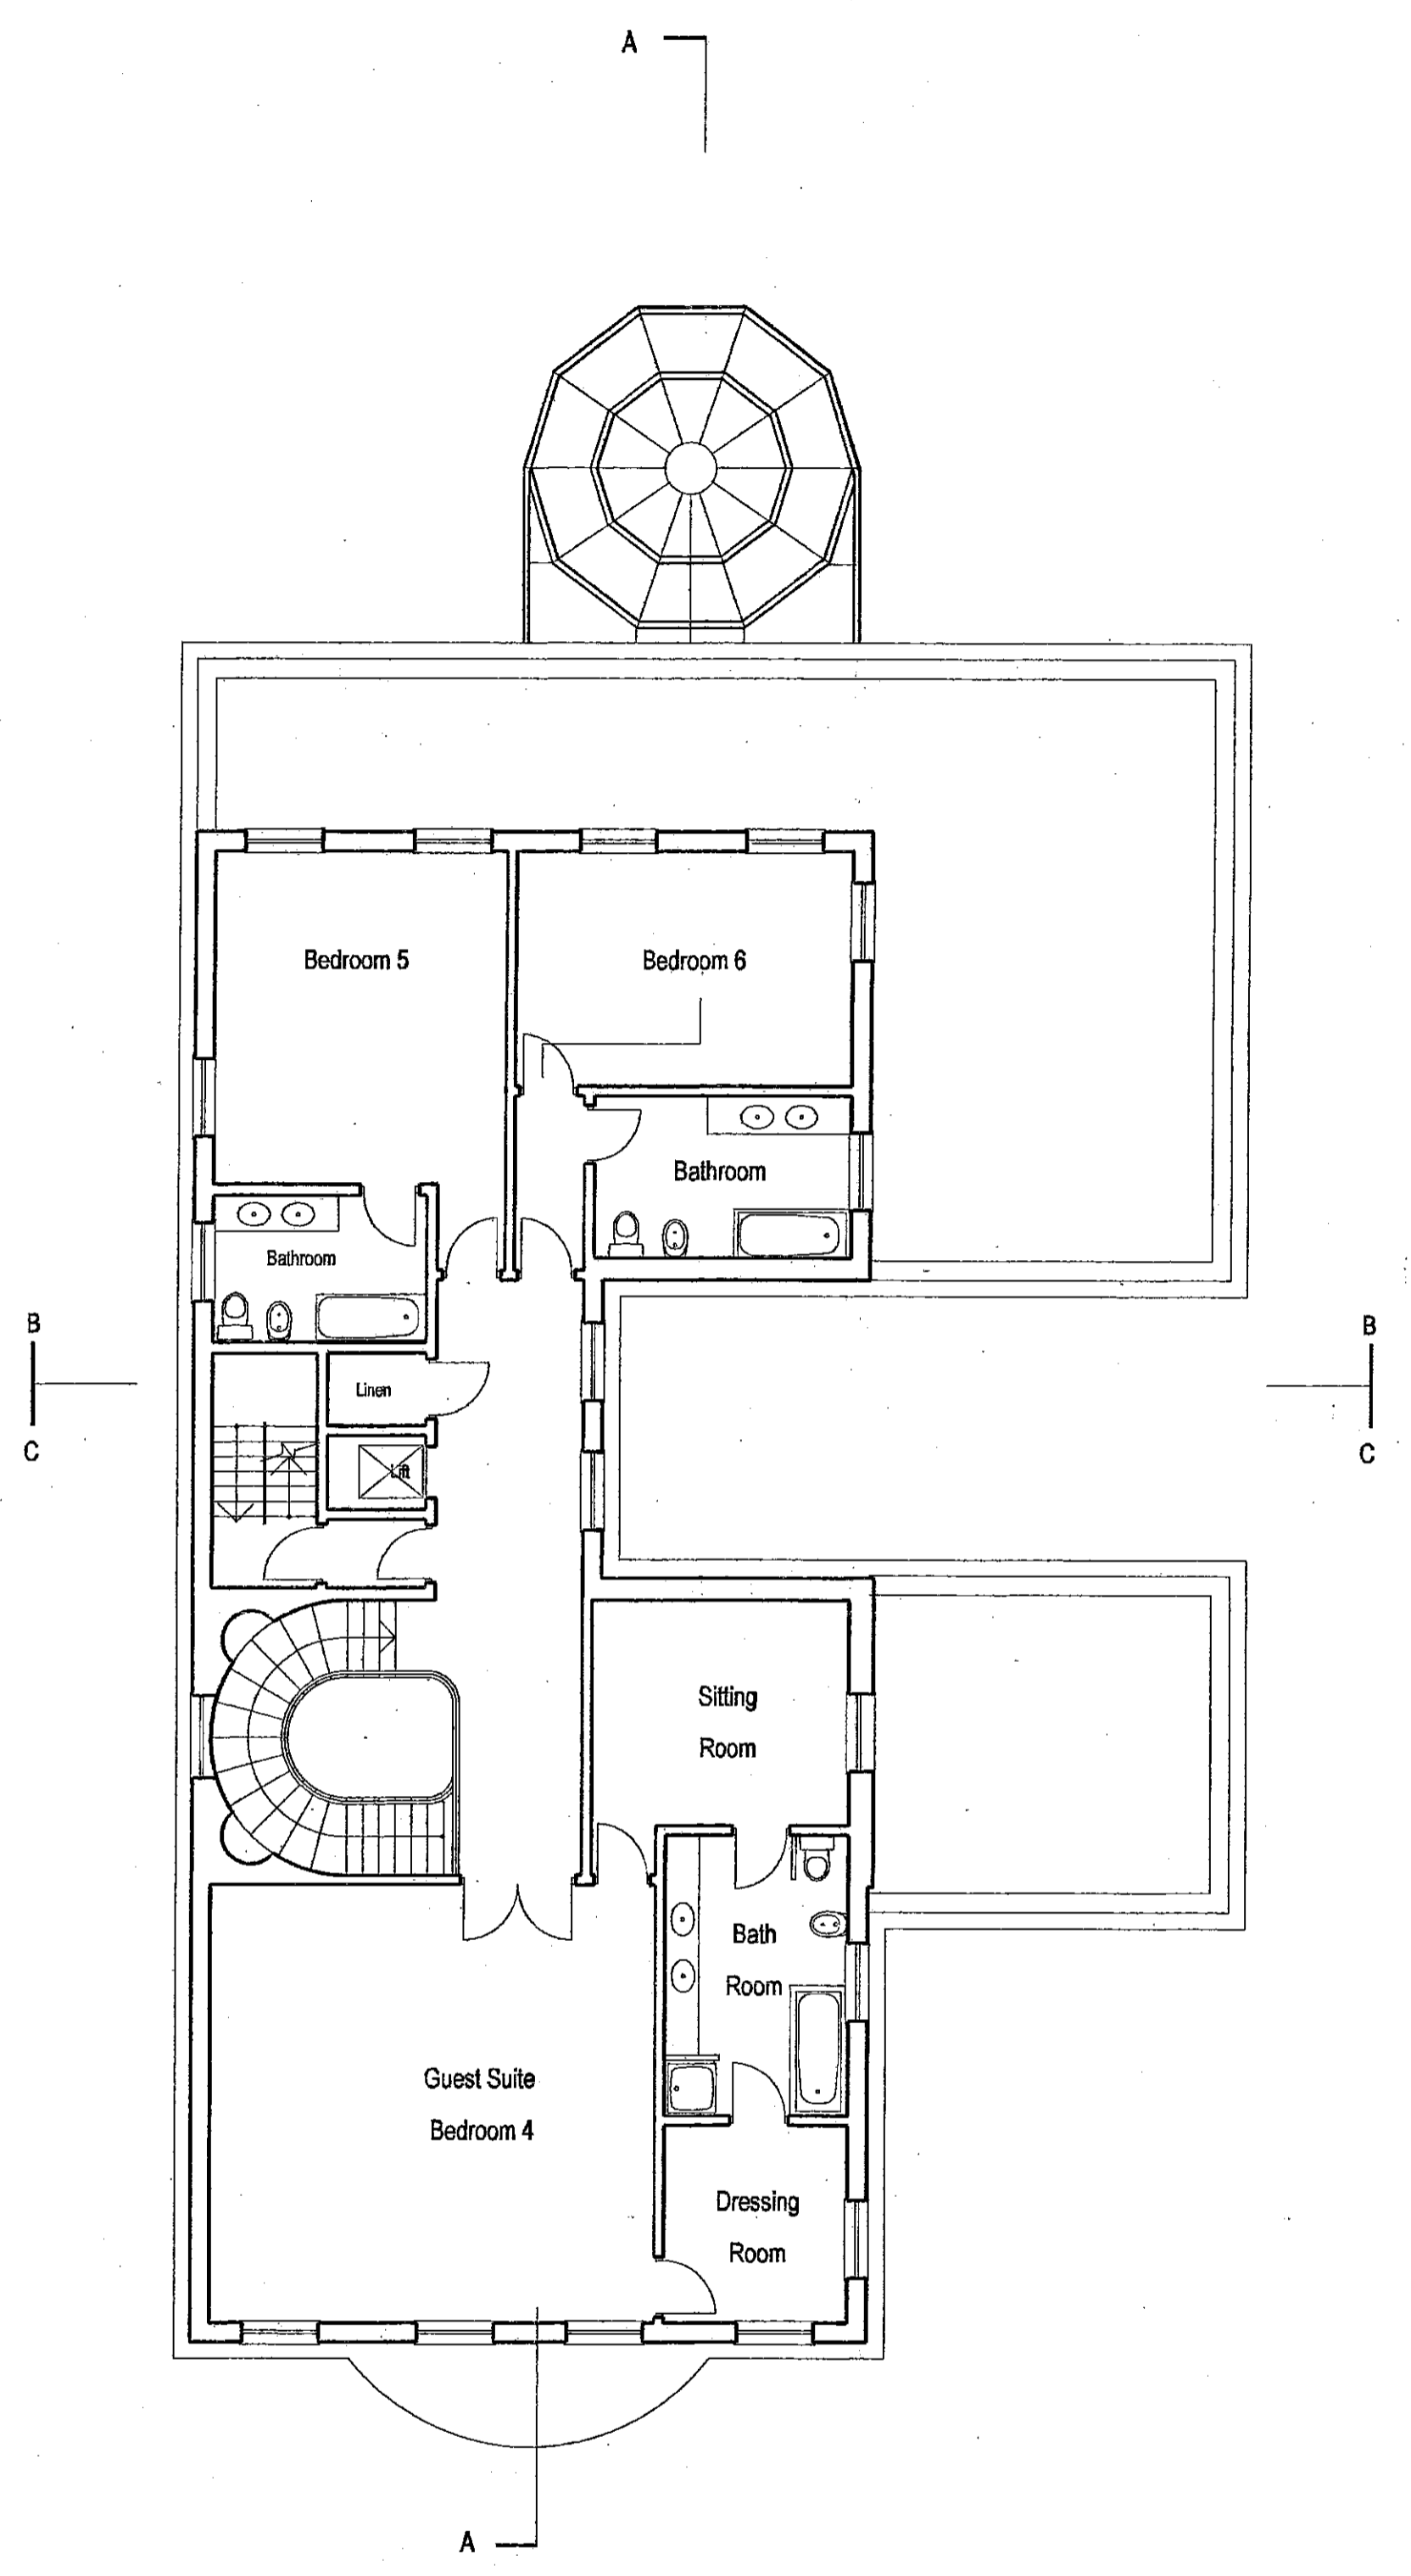 A
Bedroom 5
Bedroom 6
Bathroom
Bathroom
B
B
Linen
C
C
Lift
Sitting
Room
Bath
Room
Guest Suite
Bedroom 4
Dressing
Room
A